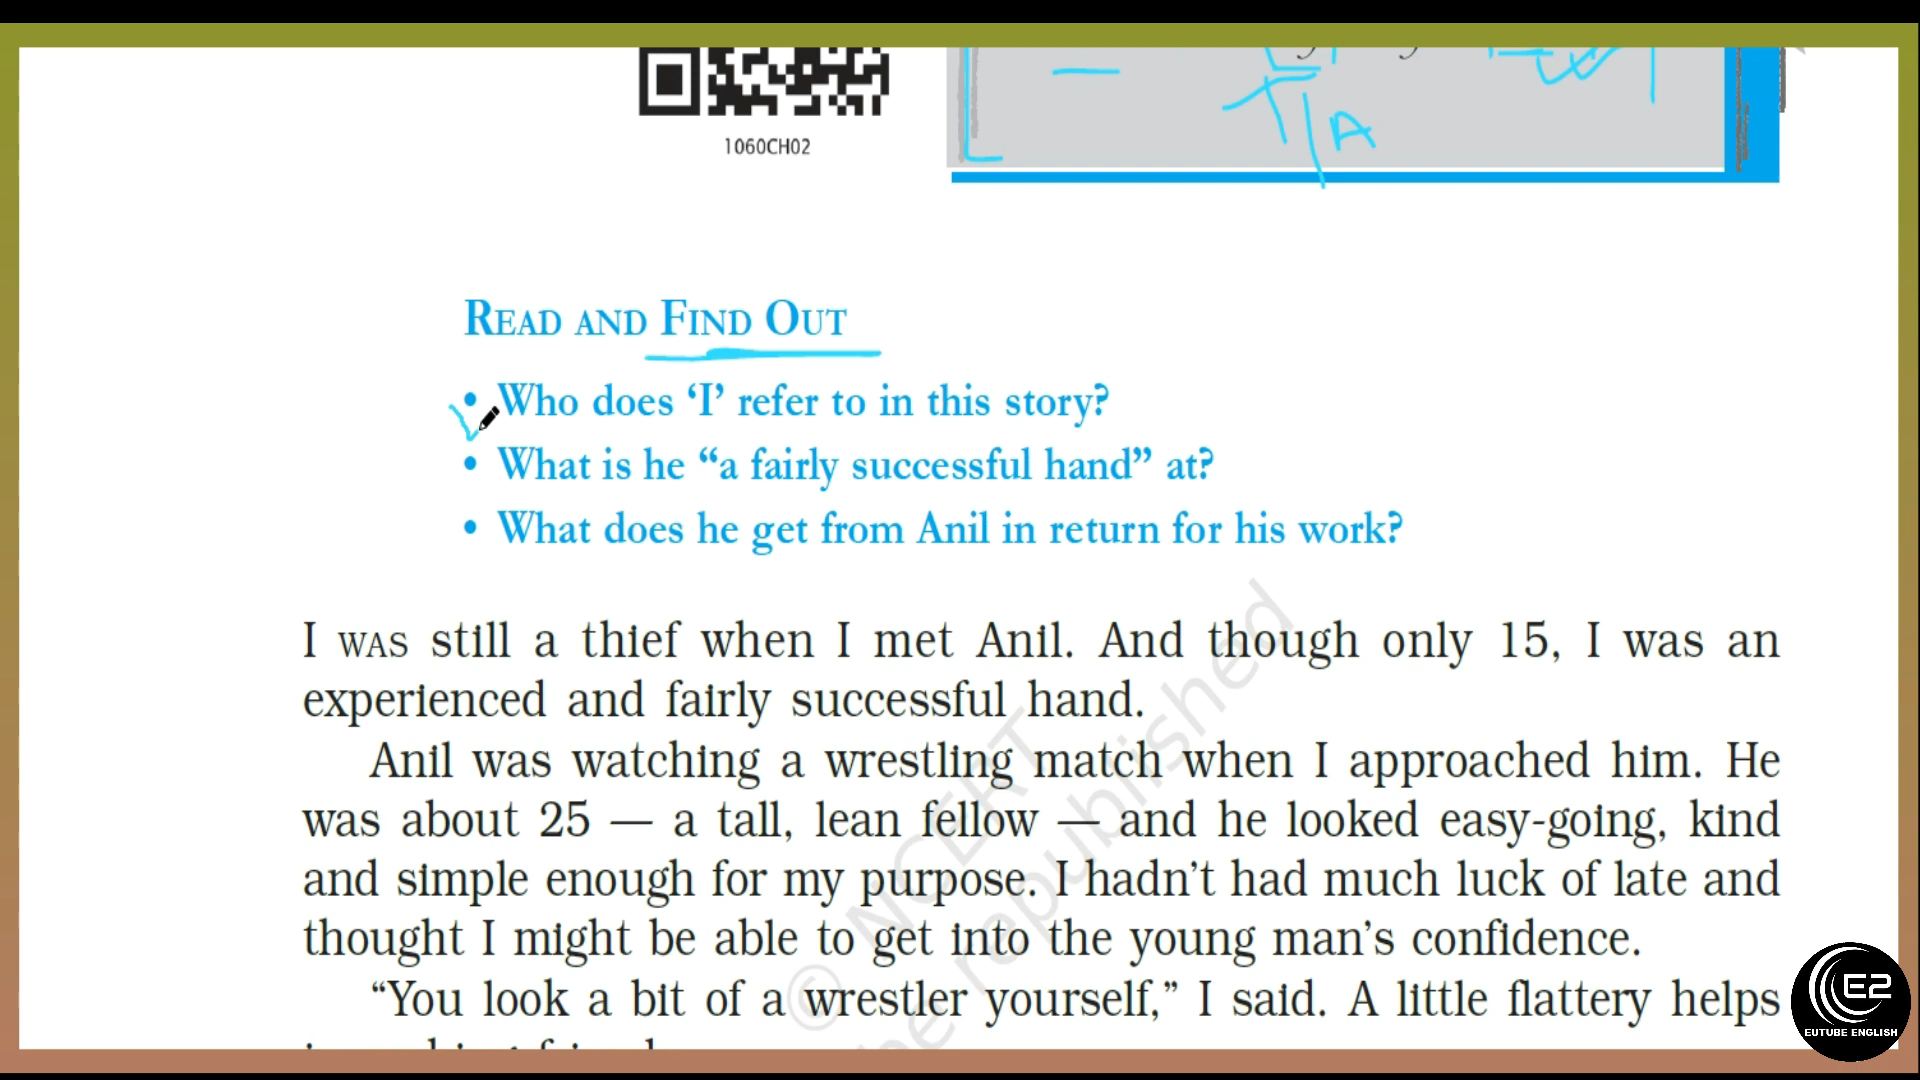 T/A
1060CH02
READ AND FIND OUT
• Who does ‘I’ refer to in this story?
• What is he “a fairly successful hand” at?
• What does he get from Anil in return for his work?
I WAS still a thief when I met Anil. And though only 15, I was an
experienced and fairly successful hand.
Anil was watching a wrestling match when I approached him. He
was about 25 — a tall, lean fellow — and he looked easy-going, kind
and simple enough for my purpose. I hadn’t had much luck of late and
thought I might be able to get into the young man’s confidence.
“You look a bit of a wrestler yourself,” I said. A little flattery helps
© NCERT
be republished
E2
EUTUBE ENGLISH